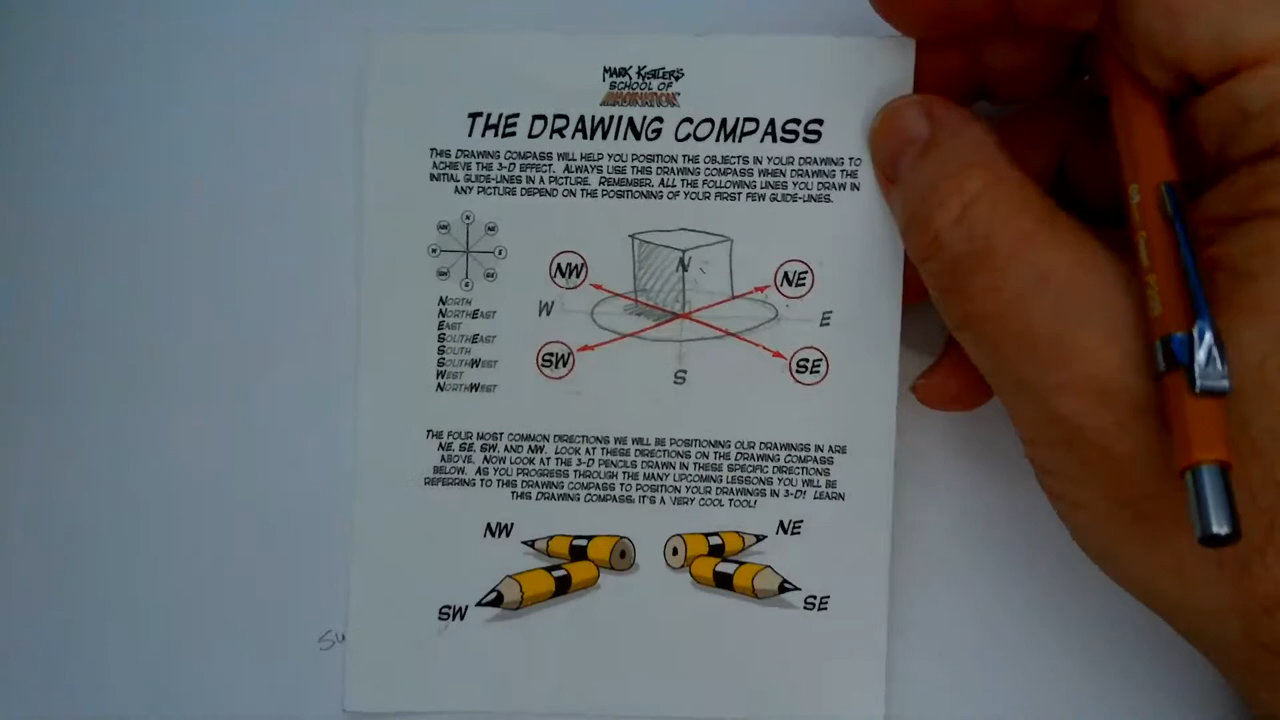 MARK KISTLER'S
SCHOOL OF
IMAGINATION
THE DRAWING COMPASS
THIS DRAWING COMPASS WILL HELP YOU POSITION THE OBJECTS IN YOUR DRAWING TO
ACHIEVE THE 3-D EFFECT. ALWAYS USE THIS DRAWING COMPASS WHEN DRAWING THE
INITIAL GUIDE-LINES IN A PICTURE. REMEMBER, ALL THE FOLLOWING LINES YOU DRAW IN
ANY PICTURE DEPEND ON THE POSITIONING OF YOUR FIRST FEW GUIDE-LINES.
N
NW NE
W E
SW SE
S
NORTH
NORTHEAST
EAST
SOUTHEAST
SOUTH
SOUTHWEST
WEST
NORTHWEST
N
NW NE
W E
SW SE
S
THE FOUR MOST COMMON DIRECTIONS WE WILL BE POSITIONING OUR DRAWINGS IN ARE
NE, SE, SW, AND NW. LOOK AT THESE DIRECTIONS ON THE DRAWING COMPASS
ABOVE. NOW LOOK AT THE 3-D PENCILS DRAWN IN THESE SPECIFIC DIRECTIONS
BELOW. AS YOU PROGRESS THROUGH THE MANY UPCOMING LESSONS YOU WILL BE
REFERRING TO THIS DRAWING COMPASS TO POSITION YOUR DRAWINGS IN 3-D! LEARN
THIS DRAWING COMPASS; IT'S A VERY COOL TOOL!
NW NE
SW SE